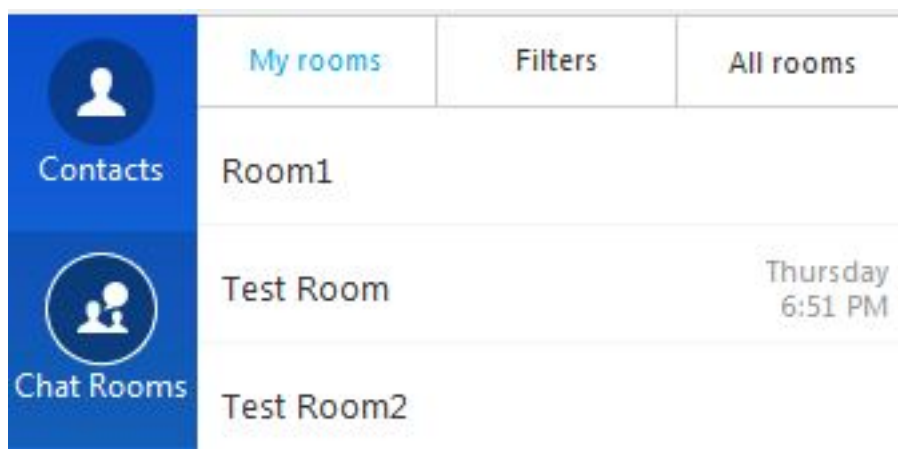 My rooms
Filters
All rooms
Contacts
Room1
Test Room
Thursday
6:51 PM
Chat Rooms
Test Room2